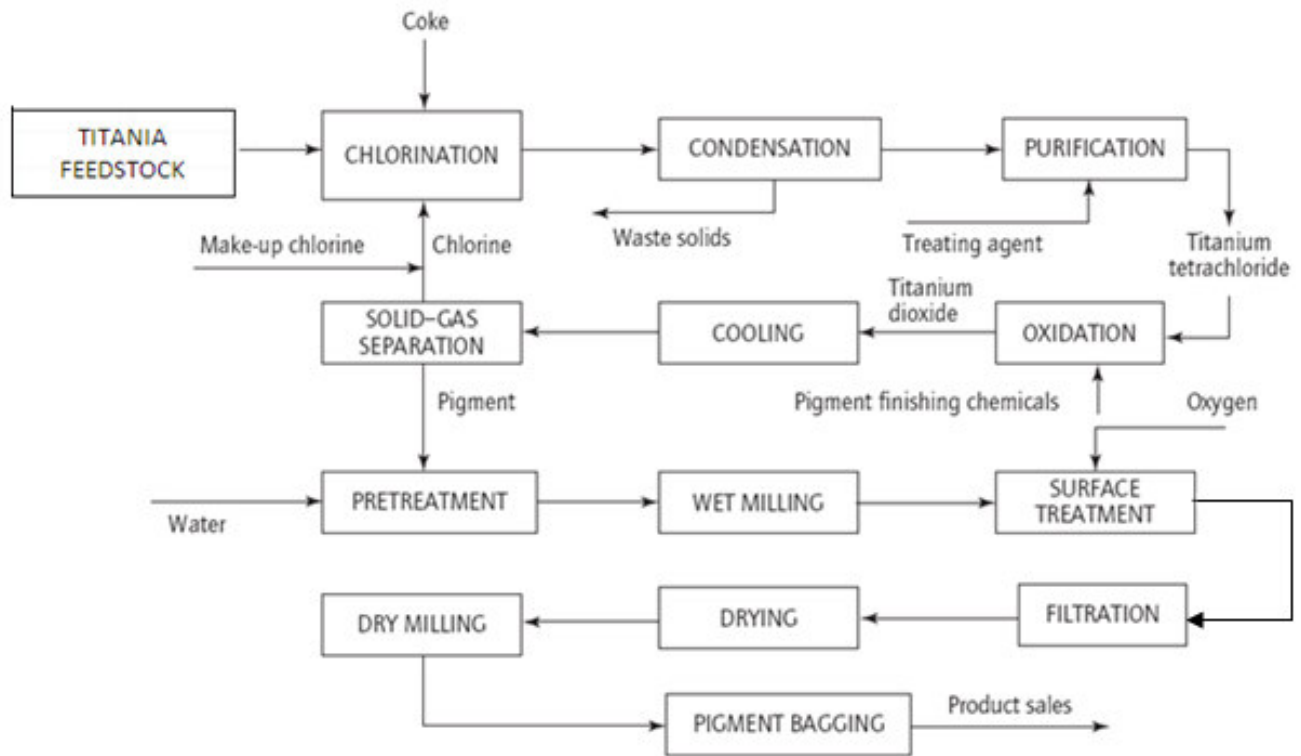 Coke
TITANIA
FEEDSTOCK
CHLORINATION
CONDENSATION
PURIFICATION
Waste solids
Treating agent
Titanium
tetrachloride
Make-up chlorine
Chlorine
Titanium
dioxide
SOLID–GAS
SEPARATION
COOLING
OXIDATION
Pigment
Pigment finishing chemicals
Oxygen
Water
PRETREATMENT
WET MILLING
SURFACE
TREATMENT
DRY MILLING
DRYING
FILTRATION
PIGMENT BAGGING
Product sales